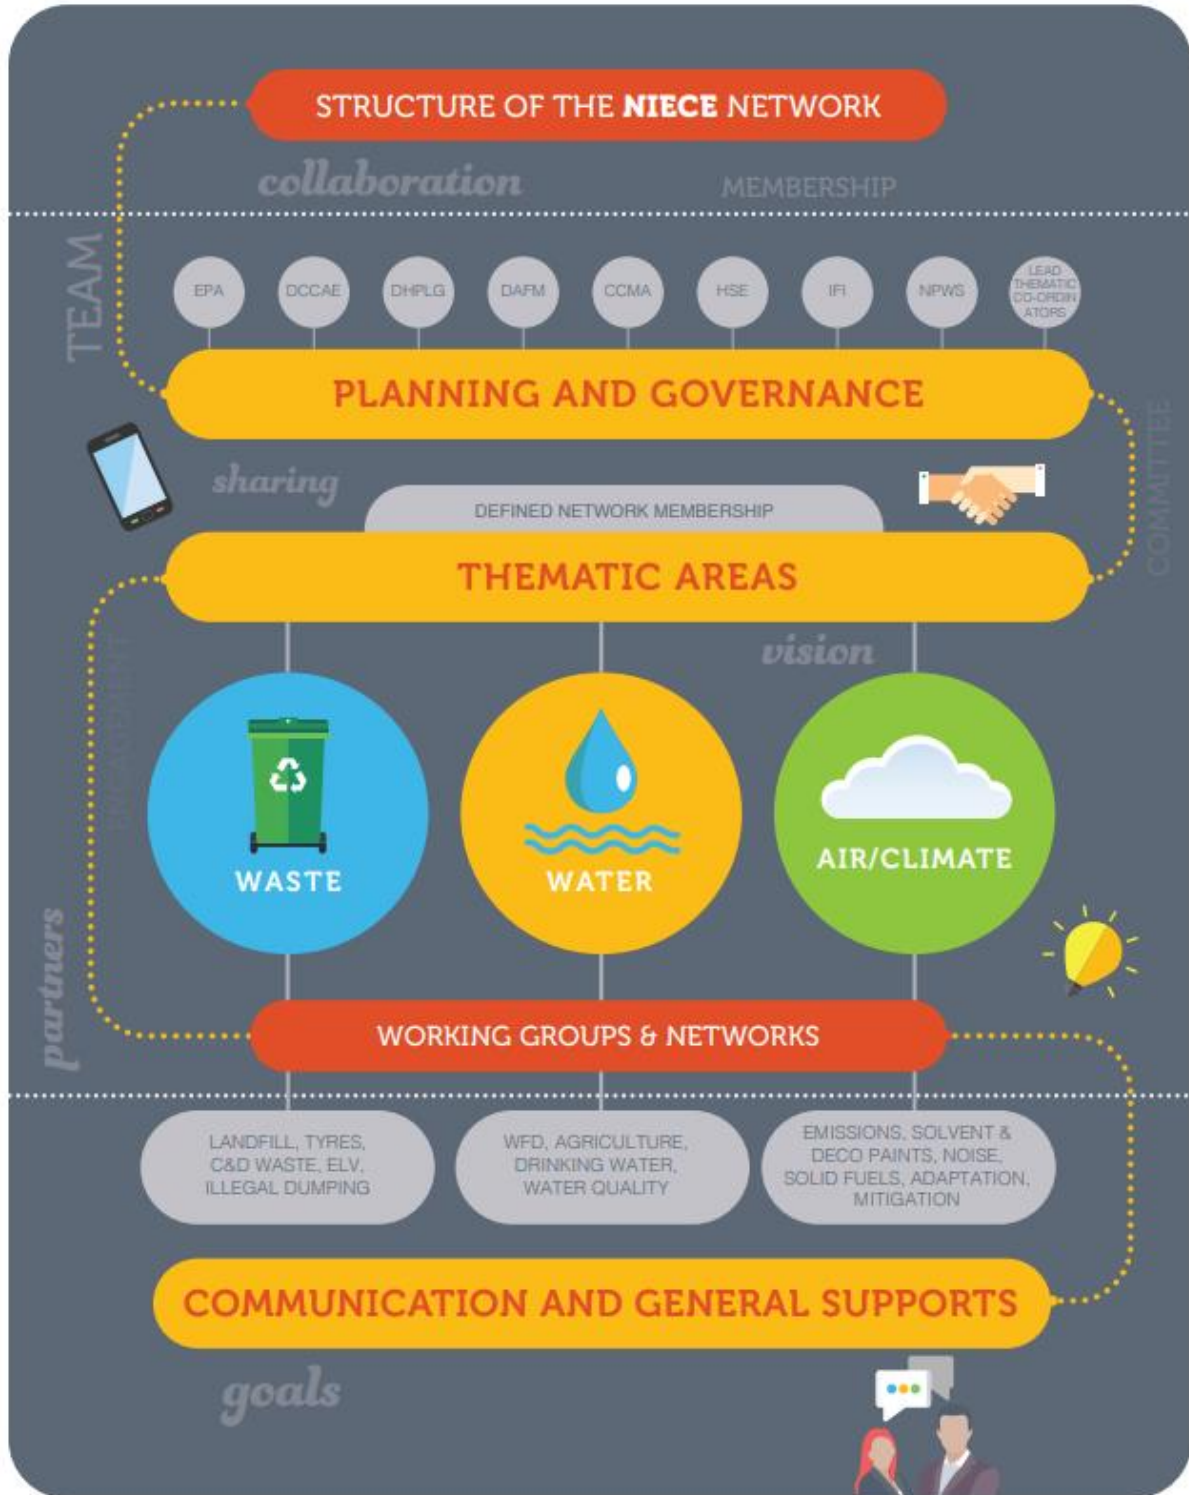 STRUCTURE OF THE NIECE NETWORK
collaboration
MEMBERSHIP
TEAM
EPA
DCCAE
DHPLG
DAFM
CCMA
HSE
IFI
NPWS
LEAD
THEMATIC
CO-ORDIN
ATORS
PLANNING AND GOVERNANCE
COMMITTEE
sharing
DEFINED NETWORK MEMBERSHIP
THEMATIC AREAS
vision
ENGAGEMENT
WASTE
WATER
AIR/CLIMATE
partners
WORKING GROUPS & NETWORKS
LANDFILL, TYRES,
C&D WASTE, ELV,
ILLEGAL DUMPING
WFD, AGRICULTURE,
DRINKING WATER,
WATER QUALITY
EMISSIONS, SOLVENT &
DECO PAINTS, NOISE,
SOLID FUELS, ADAPTATION,
MITIGATION
COMMUNICATION AND GENERAL SUPPORTS
goals